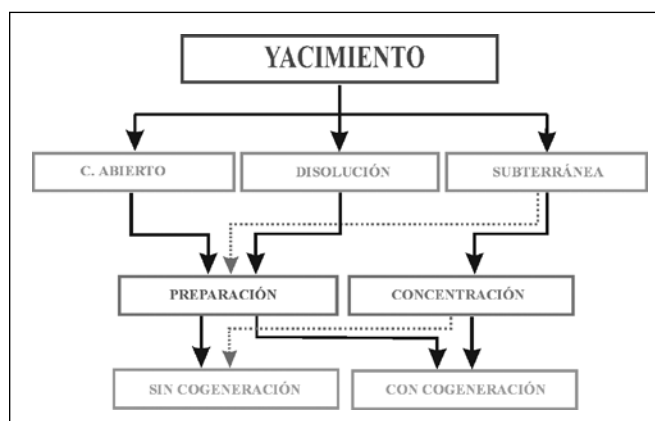 YACIMIENTO
C. ABIERTO
DISOLUCIÓN
SUBTERRÁNEA
PREPARACIÓN
CONCENTRACIÓN
SIN COGENERACIÓN
CON COGENERACIÓN